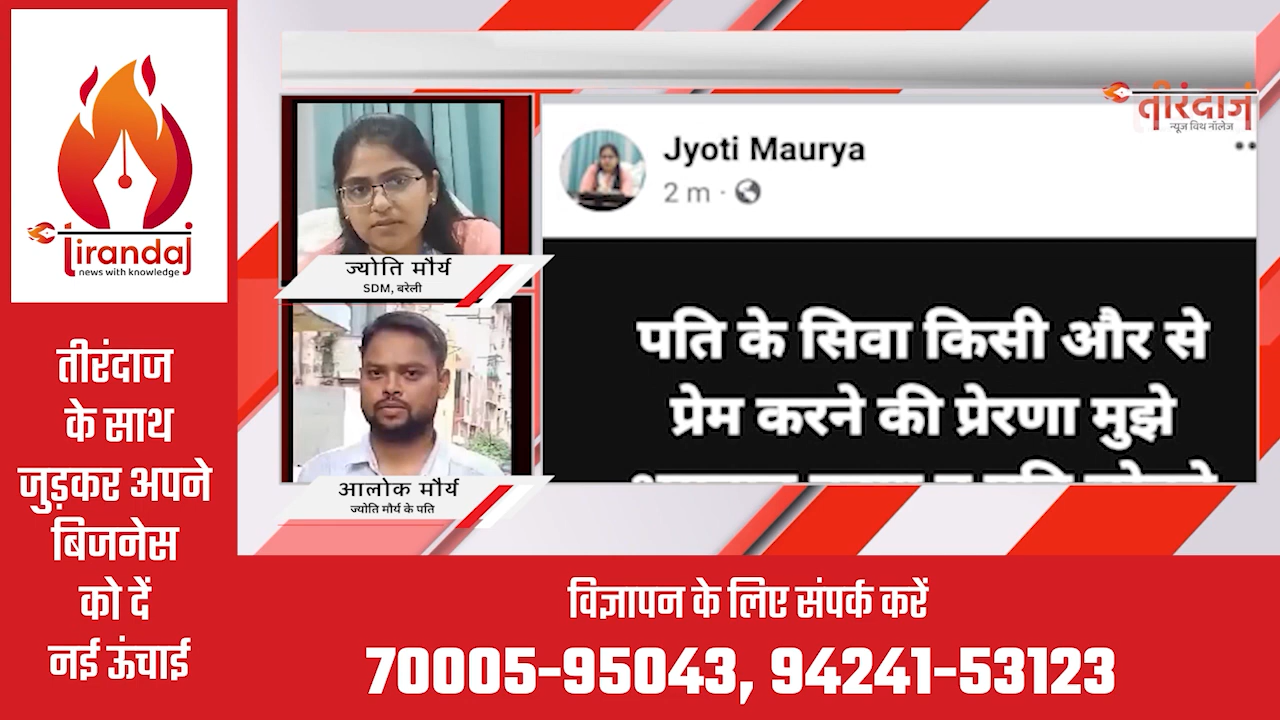 tirandaj
news with knowledge
तीरंदाज
के साथ
जुड़कर अपने
बिजनेस
को दें
नई ऊंचाई
तीरंदाज
न्यूज विथ नॉलेज
ज्योति मौर्य
SDM, बरेली
आलोक मौर्य
ज्योति मौर्य के पति
Jyoti Maurya
2 m ·
पति के सिवा किसी और से
प्रेम करने की प्रेरणा मुझे
विज्ञापन के लिए संपर्क करें
70005-95043, 94241-53123